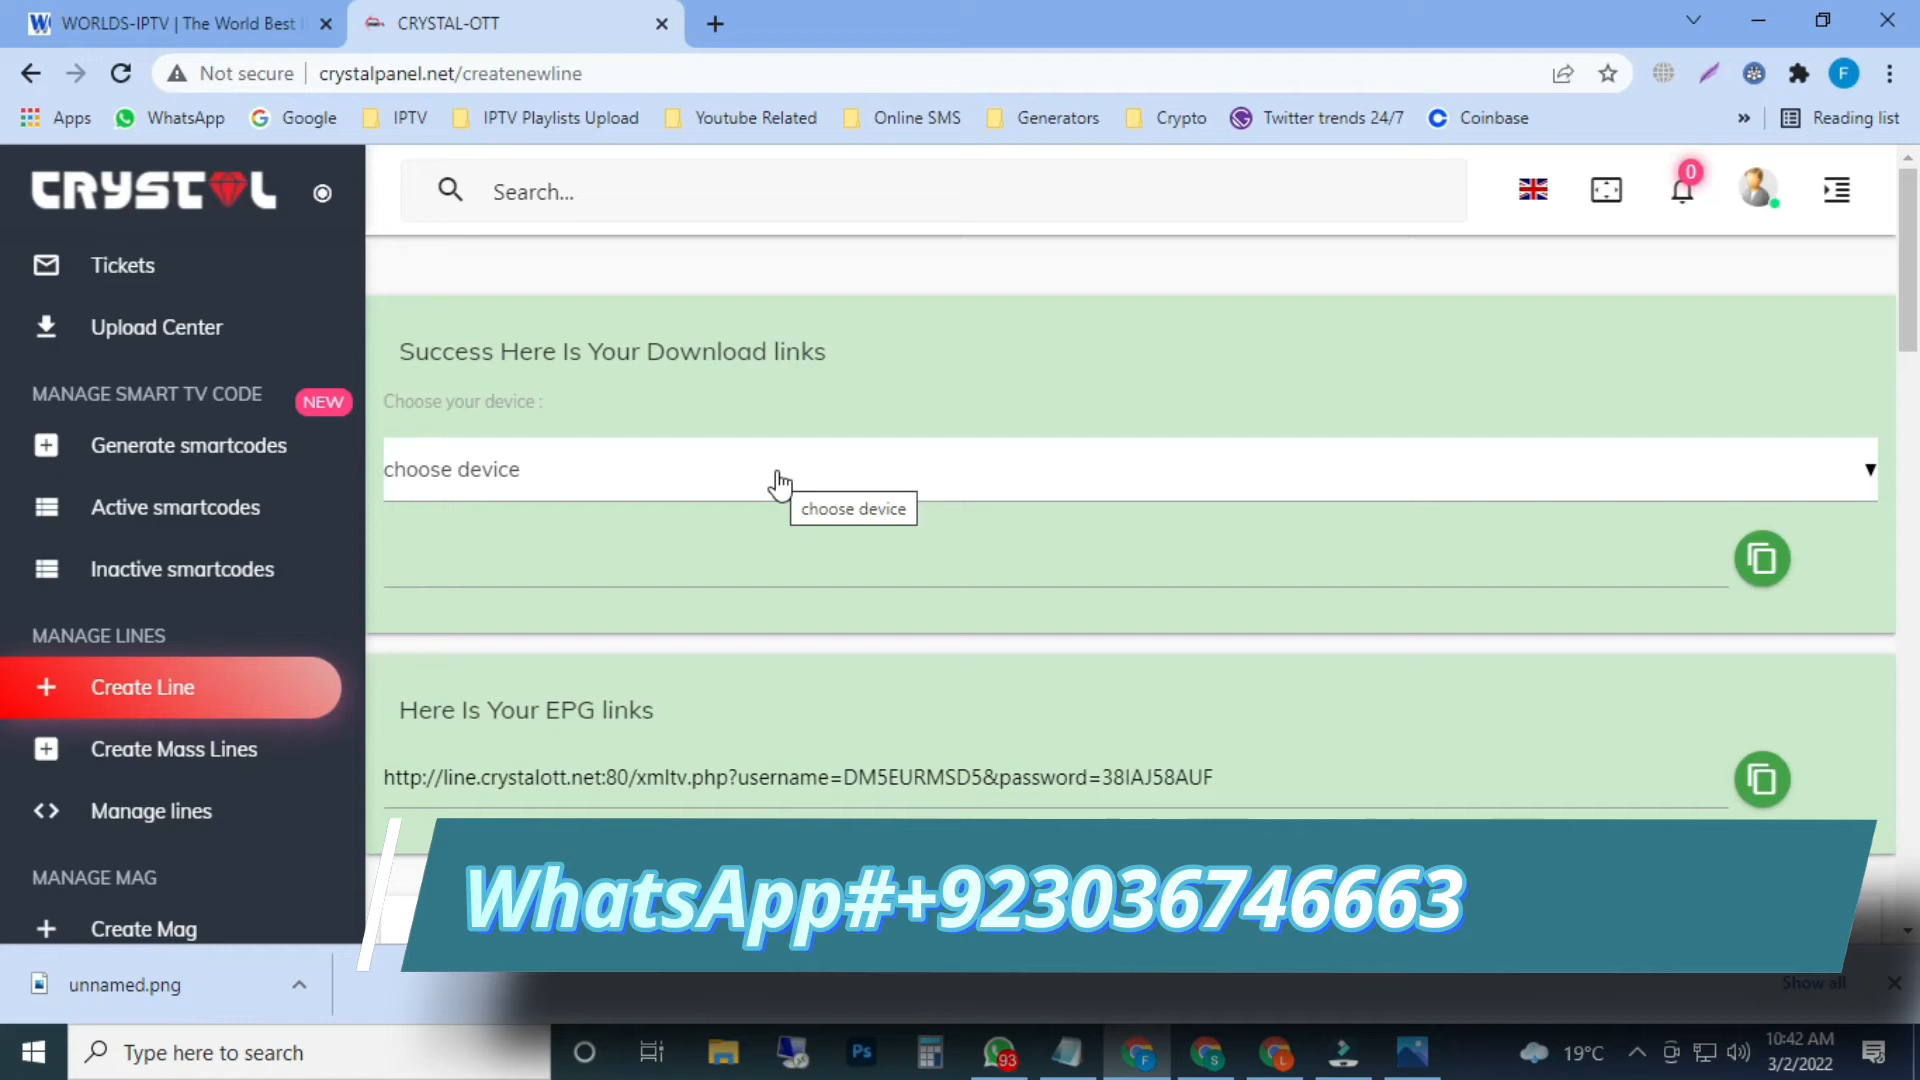 WORLDS-IPTV | The World Best
CRYSTAL-OTT
Not secure
crystalpanel.net/createnewline
Apps
WhatsApp
Google
IPTV
IPTV Playlists Upload
Youtube Related
Online SMS
Generators
Crypto
Twitter trends 24/7
Coinbase
»
Reading list
F
CRYSTAL
Search...
0
Tickets
Upload Center
MANAGE SMART TV CODE
NEW
Generate smartcodes
Active smartcodes
Inactive smartcodes
MANAGE LINES
Create Line
Create Mass Lines
Manage lines
MANAGE MAG
Create Mag
Success Here Is Your Download links
Choose your device :
choose device
choose device
Here Is Your EPG links
http://line.crystalott.net:80/xmltv.php?username=DM5EURMSD5&password=38IAJ58AUF
WhatsApp#+923036746663
unnamed.png
Show all
Type here to search
Ps
93
F
S
L
19°C
10:42 AM
3/2/2022